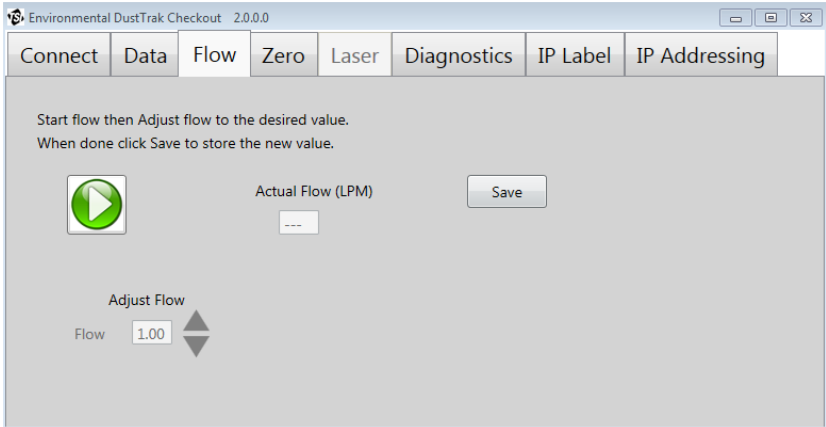 TSI Environmental DustTrak Checkout 2.0.0.0
Connect Data Flow Zero Laser Diagnostics IP Label IP Addressing
Start flow then Adjust flow to the desired value.
When done click Save to store the new value.
Actual Flow (LPM) Save
---
Adjust Flow
Flow 1.00